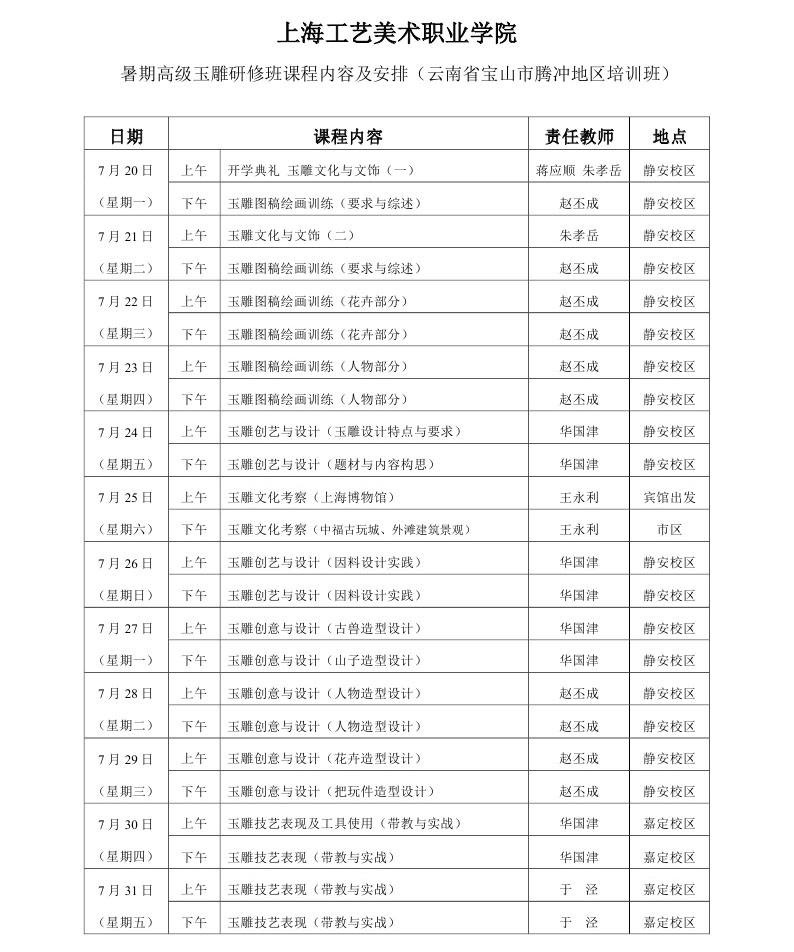 上海工艺美术职业学院
暑期高级玉雕研修班课程内容及安排（云南省宝山市腾冲地区培训班）
日期 课程内容 责任教师 地点
7月20日 上午 开学典礼 玉雕文化与文饰（一） 蒋应顺 朱孝岳 静安校区
（星期一） 下午 玉雕图稿绘画训练（要求与综述） 赵丕成 静安校区
7月21日 上午 玉雕文化与文饰（二） 朱孝岳 静安校区
（星期二） 下午 玉雕图稿绘画训练（要求与综述） 赵丕成 静安校区
7月22日 上午 玉雕图稿绘画训练（花卉部分） 赵丕成 静安校区
（星期三） 下午 玉雕图稿绘画训练（花卉部分） 赵丕成 静安校区
7月23日 上午 玉雕图稿绘画训练（人物部分） 赵丕成 静安校区
（星期四） 下午 玉雕图稿绘画训练（人物部分） 赵丕成 静安校区
7月24日 上午 玉雕创艺与设计（玉雕设计特点与要求） 华国津 静安校区
（星期五） 下午 玉雕创艺与设计（题材与内容构思） 华国津 静安校区
7月25日 上午 玉雕文化考察（上海博物馆） 王永利 宾馆出发
（星期六） 下午 玉雕文化考察（中福古玩城、外滩建筑景观） 王永利 市区
7月26日 上午 玉雕创艺与设计（因料设计实践） 华国津 静安校区
（星期日） 下午 玉雕创艺与设计（因料设计实践） 华国津 静安校区
7月27日 上午 玉雕创意与设计（古兽造型设计） 华国津 静安校区
（星期一） 下午 玉雕创意与设计（山子造型设计） 华国津 静安校区
7月28日 上午 玉雕创意与设计（人物造型设计） 赵丕成 静安校区
（星期二） 下午 玉雕创意与设计（人物造型设计） 赵丕成 静安校区
7月29日 上午 玉雕创意与设计（花卉造型设计） 赵丕成 静安校区
（星期三） 下午 玉雕创意与设计（把玩件造型设计） 赵丕成 静安校区
7月30日 上午 玉雕技艺表现及工具使用（带教与实战） 华国津 嘉定校区
（星期四） 下午 玉雕技艺表现（带教与实战） 华国津 嘉定校区
7月31日 上午 玉雕技艺表现（带教与实战） 于 泾 嘉定校区
（星期五） 下午 玉雕技艺表现（带教与实战） 于 泾 嘉定校区